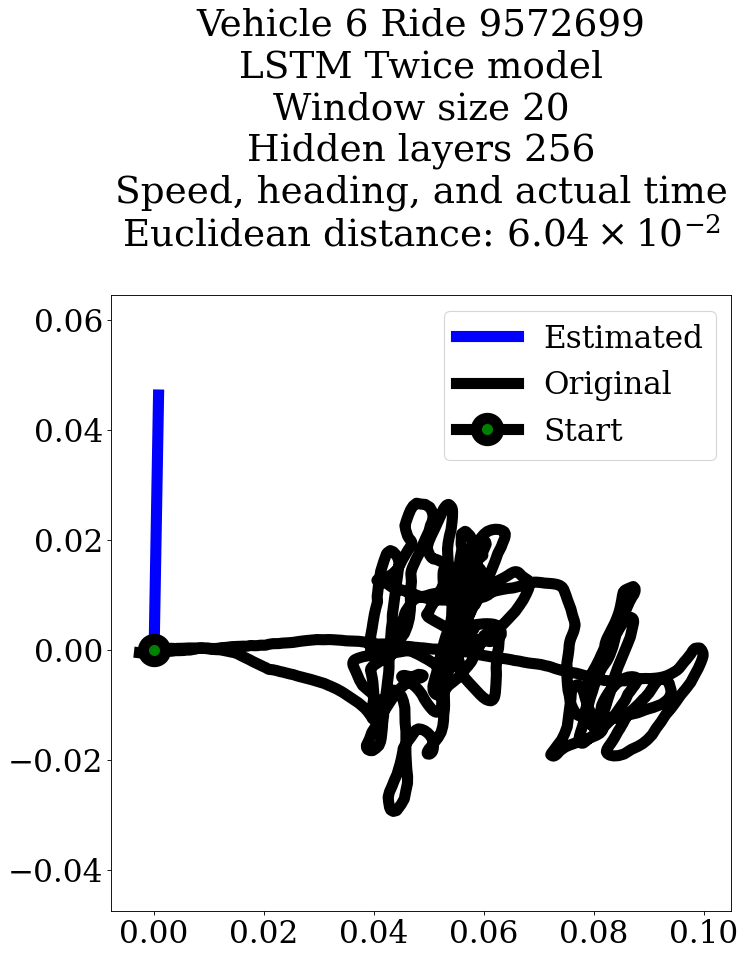 Vehicle 6 Ride 9572699
LSTM Twice model
Window size 20
Hidden layers 256
Speed, heading, and actual time
Euclidean distance: 6.04 × 10⁻²
Estimated
Original
Start
0.06
0.04
0.02
0.00
−0.02
−0.04
0.00 0.02 0.04 0.06 0.08 0.10